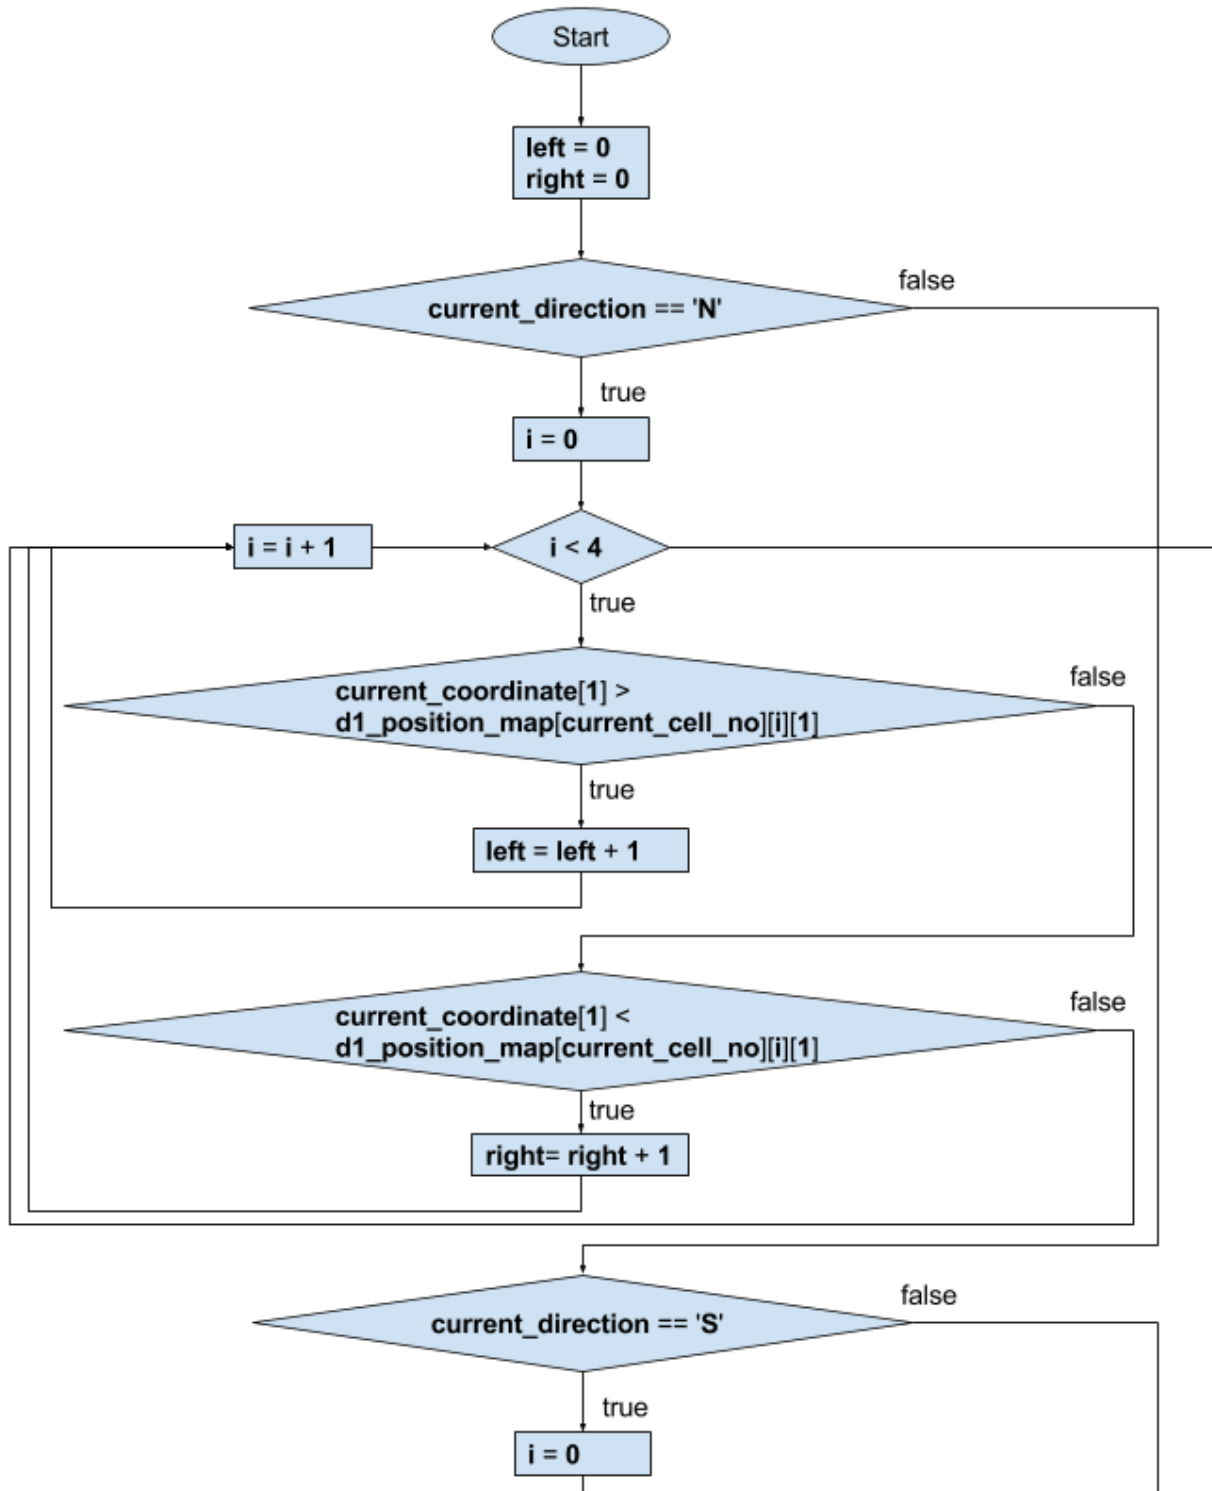 Start
left = 0
right = 0
current_direction == 'N'
false
true
i = 0
i = i + 1
i < 4
true
current_coordinate[1] >
d1_position_map[current_cell_no][i][1]
false
true
left = left + 1
current_coordinate[1] <
d1_position_map[current_cell_no][i][1]
false
true
right= right + 1
current_direction == 'S'
false
true
i = 0